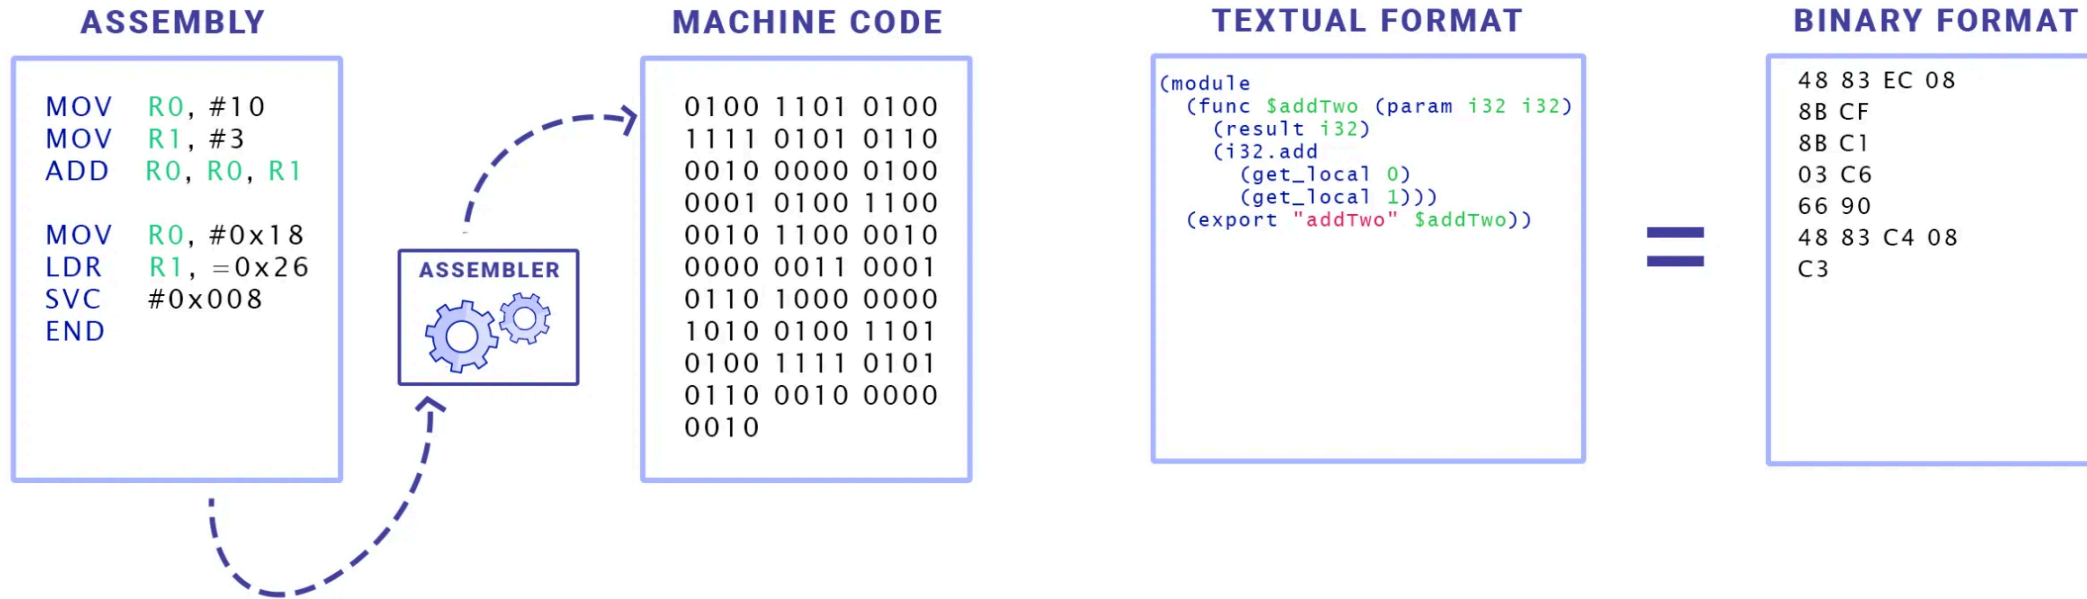 ASSEMBLY
MOV R0, #10
MOV R1, #3
ADD R0, R0, R1
MOV R0, #0x18
LDR R1, =0x26
SVC #0x008
END
ASSEMBLER
MACHINE CODE
0100 1101 0100
1111 0101 0110
0010 0000 0100
0001 0100 1100
0010 1100 0010
0000 0011 0001
0110 1000 0000
1010 0100 1101
0100 1111 0101
0110 0010 0000
0010
TEXTUAL FORMAT
(module
(func $addTwo (param i32 i32)
(result i32)
(i32.add
(get_local 0)
(get_local 1)))
(export "addTwo" $addTwo))
=
BINARY FORMAT
48 83 EC 08
8B CF
8B C1
03 C6
66 90
48 83 C4 08
C3